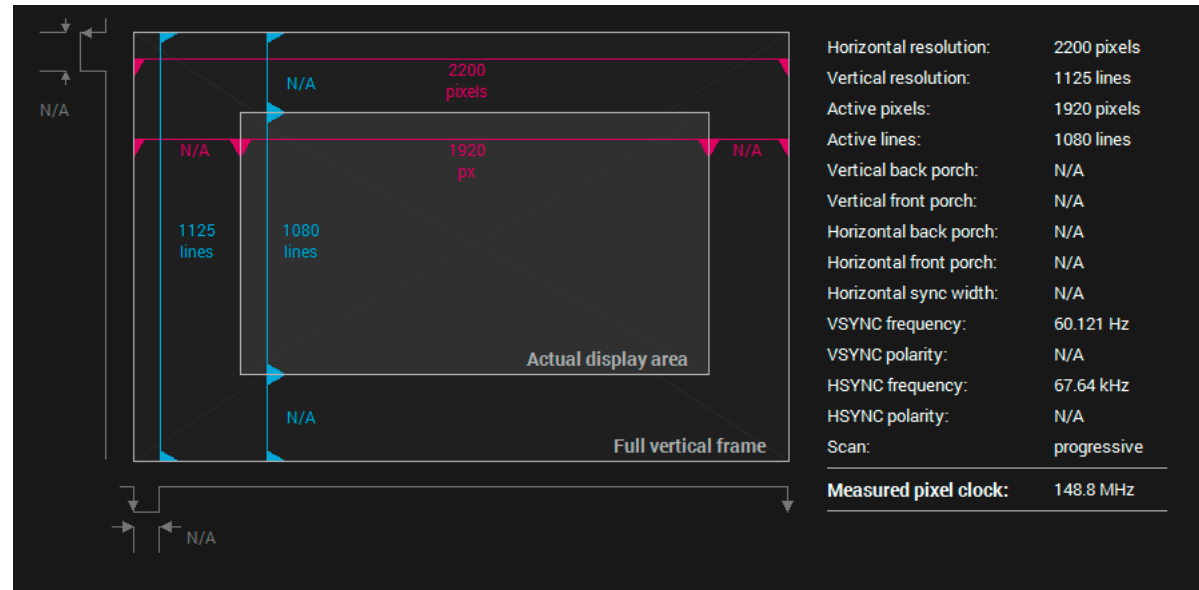 N/A
2200
pixels
N/A
N/A
1920
px
N/A
1125
lines
1080
lines
Actual display area
N/A
Full vertical frame
N/A
Horizontal resolution: 2200 pixels
Vertical resolution: 1125 lines
Active pixels: 1920 pixels
Active lines: 1080 lines
Vertical back porch: N/A
Vertical front porch: N/A
Horizontal back porch: N/A
Horizontal front porch: N/A
Horizontal sync width: N/A
VSYNC frequency: 60.121 Hz
VSYNC polarity: N/A
HSYNC frequency: 67.64 kHz
HSYNC polarity: N/A
Scan: progressive
Measured pixel clock: 148.8 MHz